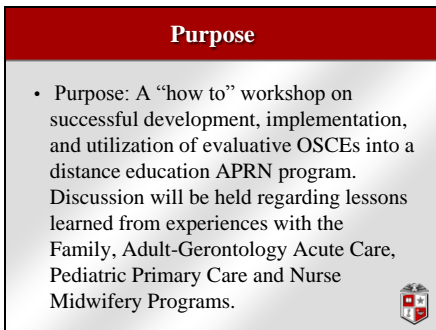 Purpose
• Purpose: A “how to” workshop on
successful development, implementation,
and utilization of evaluative OSCEs into a
distance education APRN program.
Discussion will be held regarding lessons
learned from experiences with the
Family, Adult-Gerontology Acute Care,
Pediatric Primary Care and Nurse
Midwifery Programs.